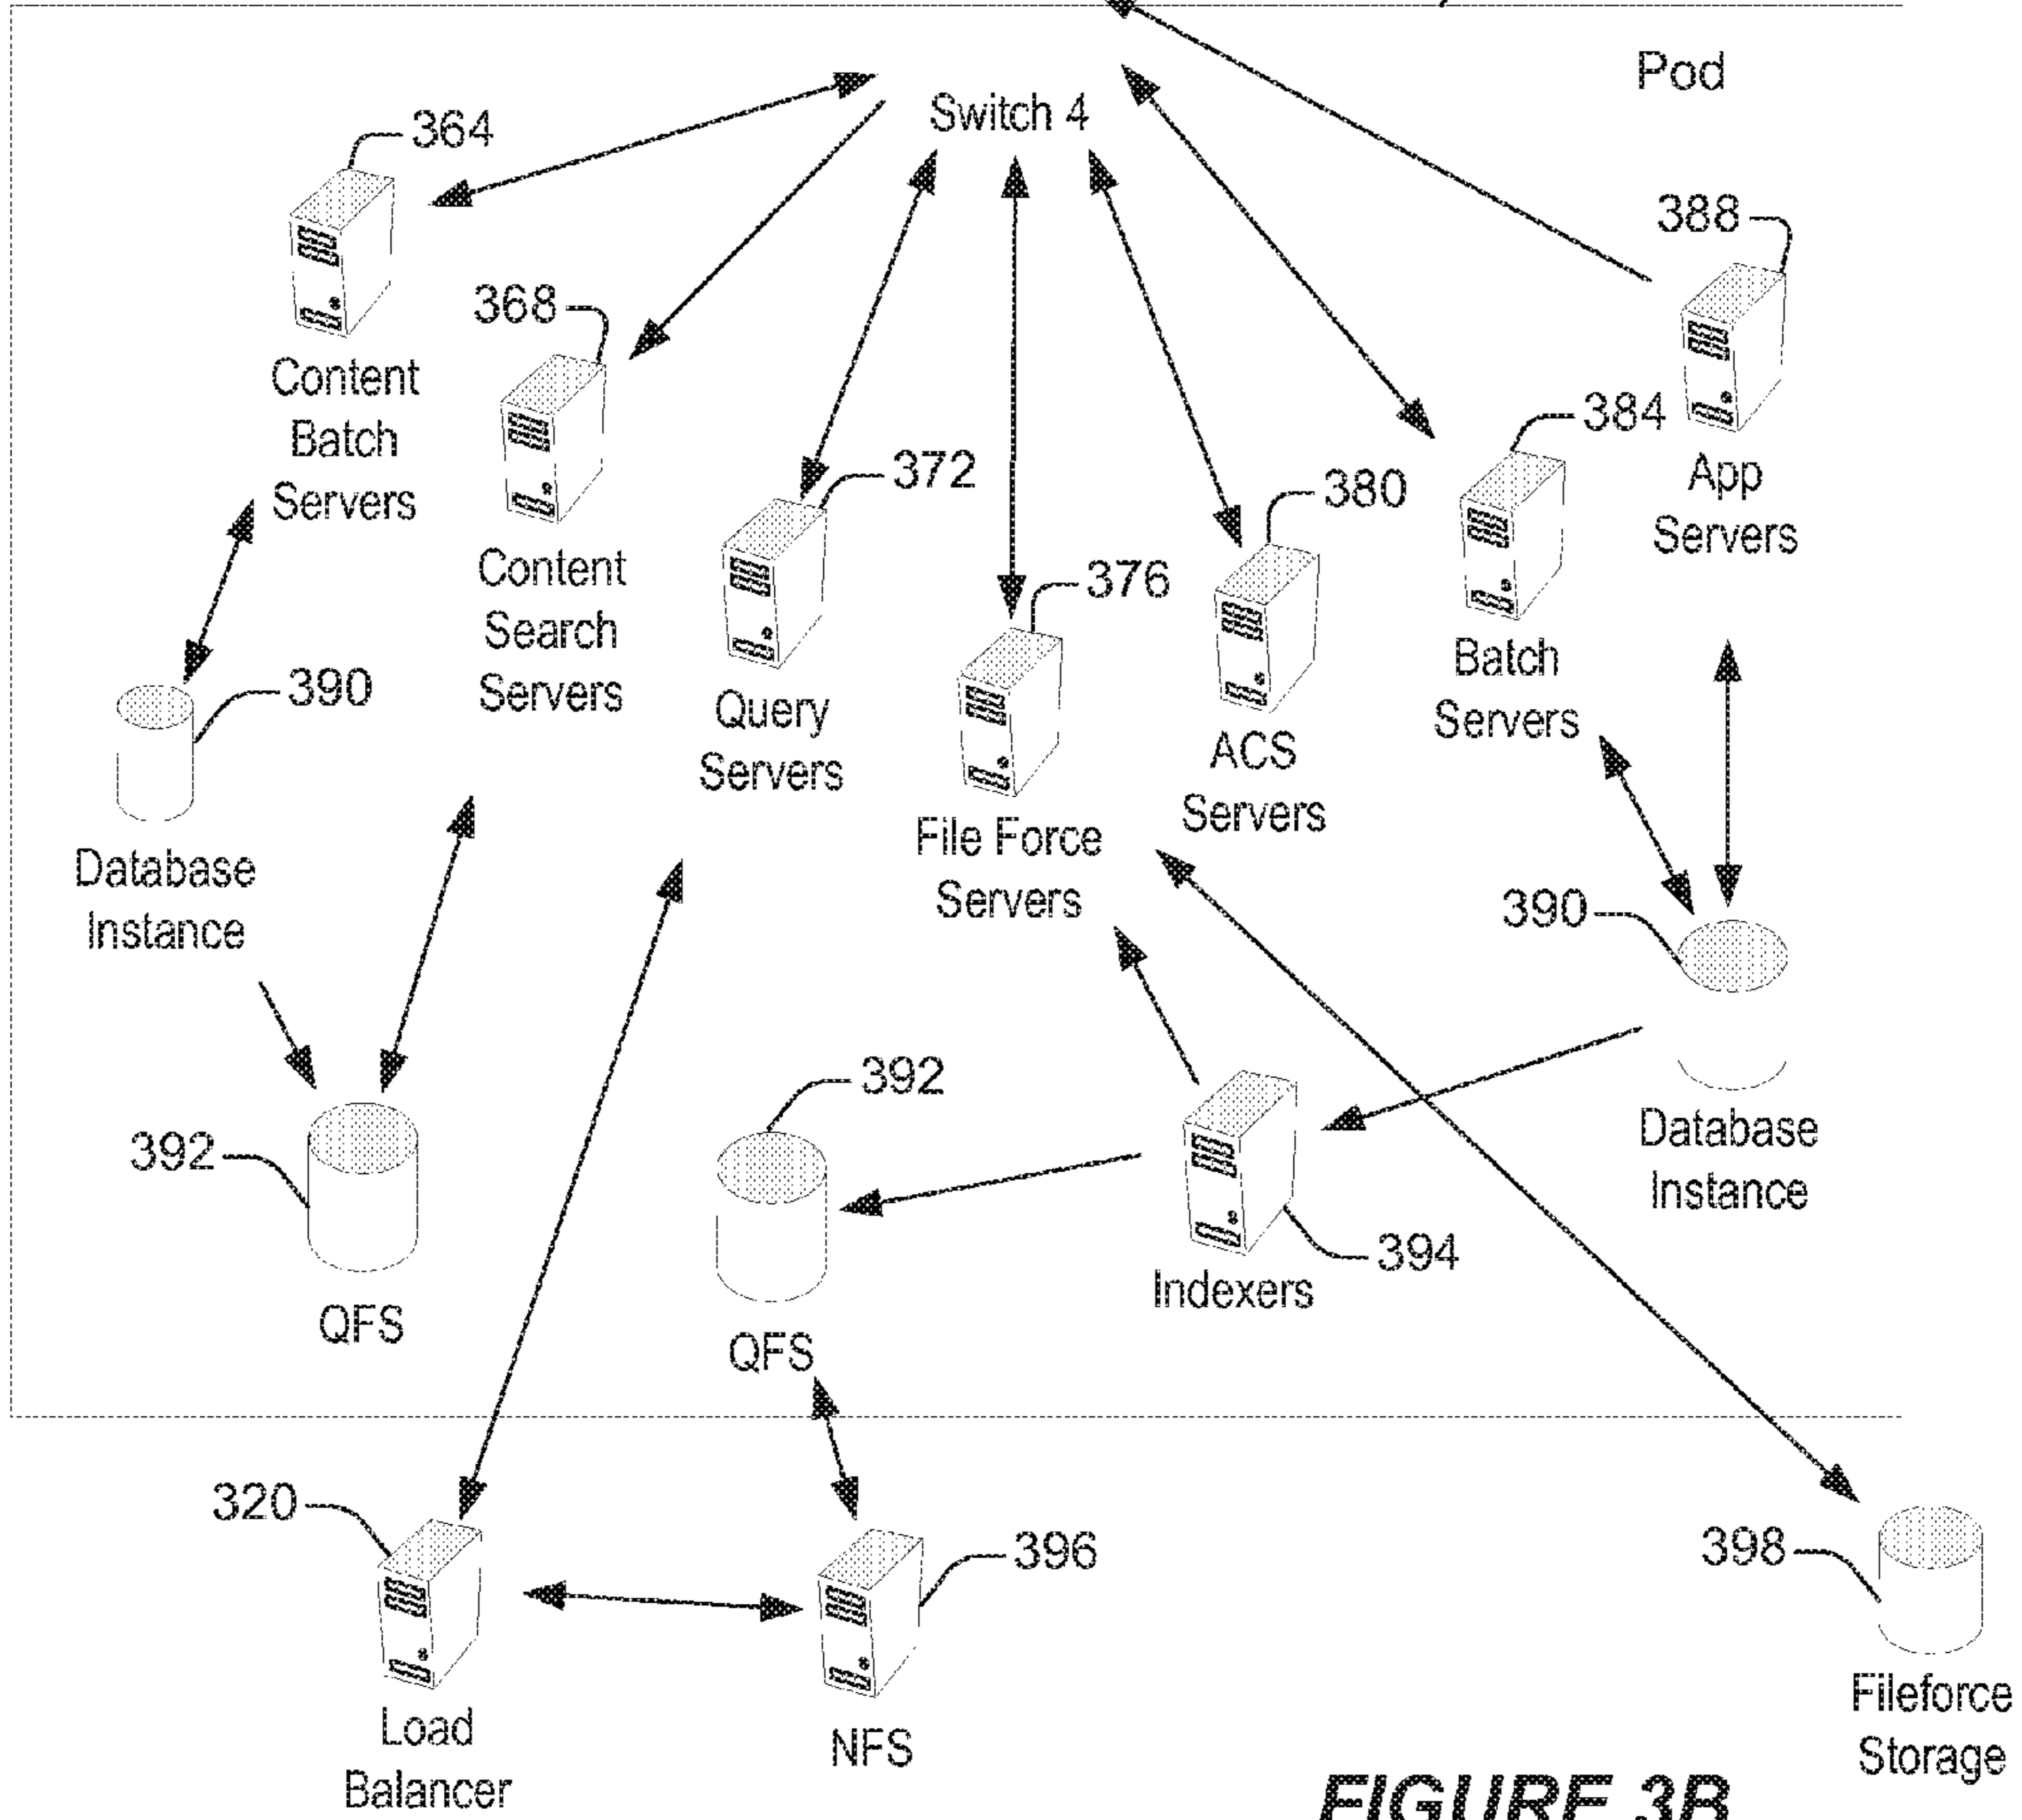 Pod
Switch 4
364
388
368
Content
Batch
Servers
384
372
380
App
Servers
Content
Search
Servers
376
Batch
Servers
390
Query
Servers
ACS
Servers
File Force
Servers
Database
Instance
390
392
392
Database
Instance
394
Indexers
QFS
QFS
320
396
398
Load
Balancer
NFS
Fileforce
Storage
FIGURE 3B